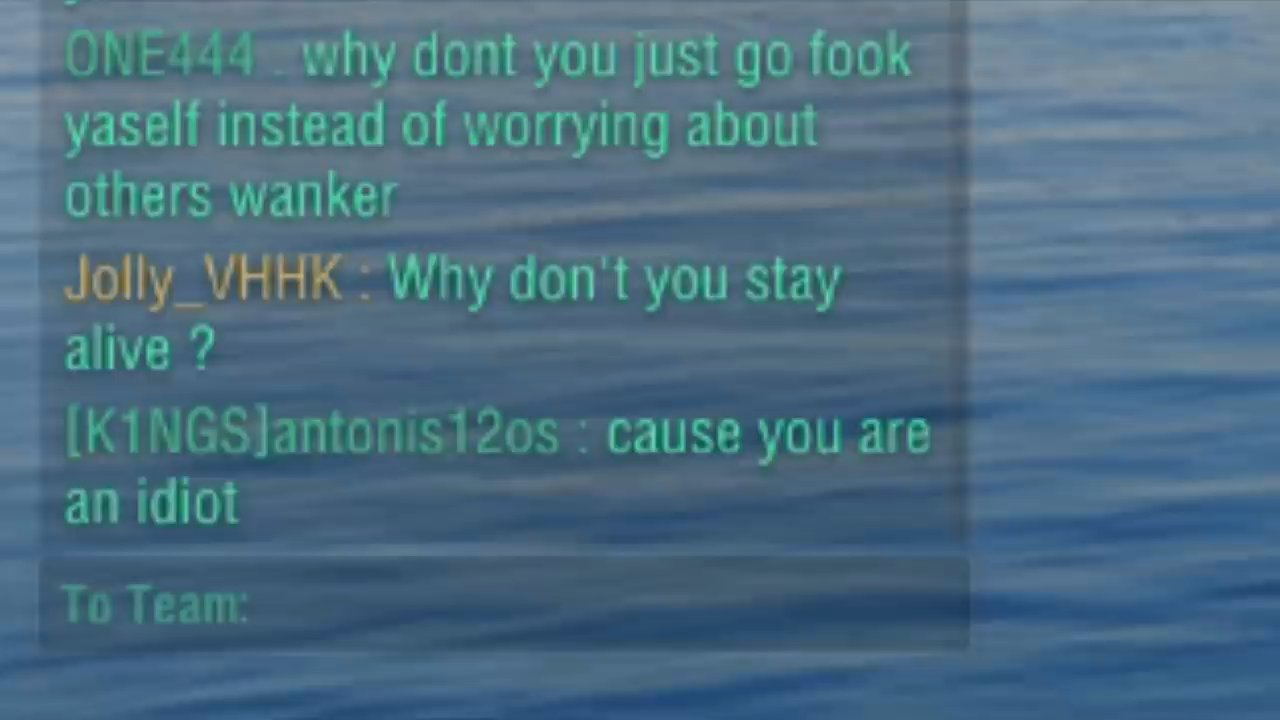 ONE444 : why dont you just go fook
yaself instead of worrying about
others wanker
Jolly_VHHK : Why don't you stay
alive ?
[K1NGS]antonis12os : cause you are
an idiot
To Team: